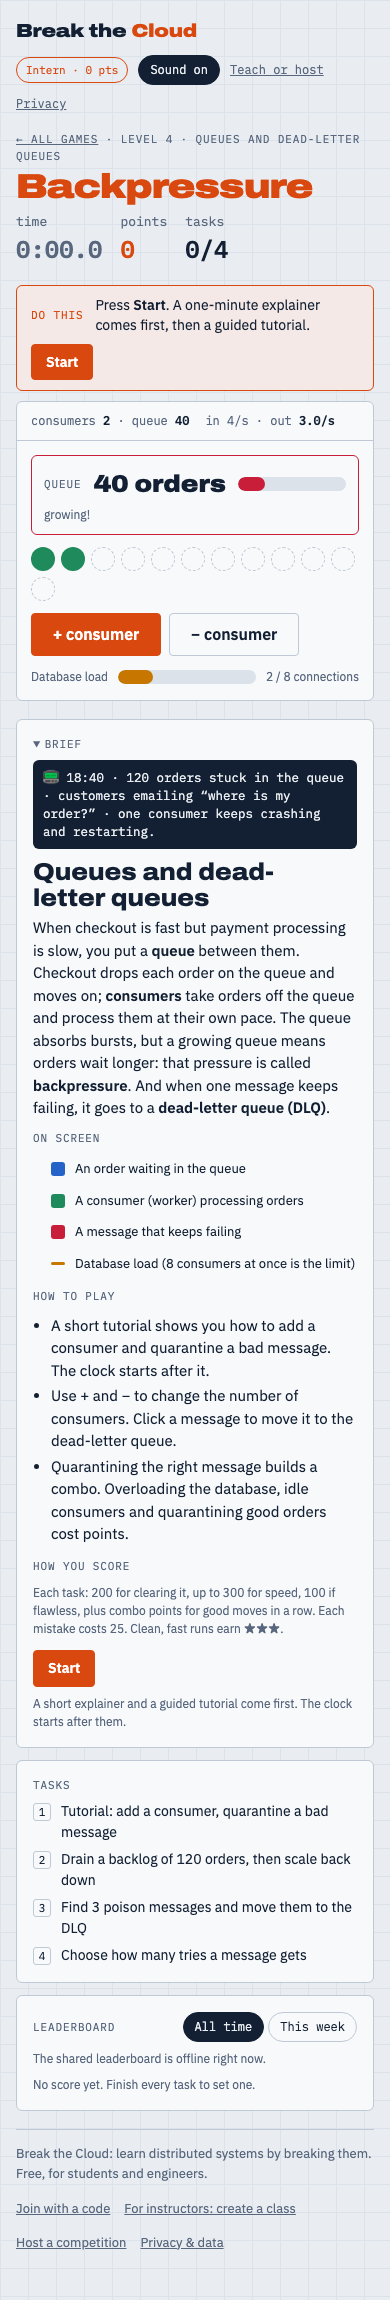 Break the Cloud
Intern · 0 pts
Sound on
Teach or host
Privacy
← ALL GAMES · LEVEL 4 · QUEUES AND DEAD-LETTER
QUEUES
Backpressure
time points tasks
0:00.0 0 0/4
DO THIS
Press Start. A one-minute explainer
comes first, then a guided tutorial.
Start
consumers 2 · queue 40 in 4/s · out 3.0/s
QUEUE 40 orders
growing!
+ consumer
− consumer
Database load 2 / 8 connections
▼ BRIEF
18:40 · 120 orders stuck in the queue
· customers emailing “where is my
order?” · one consumer keeps crashing
and restarting.
Queues and dead-
letter queues
When checkout is fast but payment processing
is slow, you put a queue between them.
Checkout drops each order on the queue and
moves on; consumers take orders off the queue
and process them at their own pace. The queue
absorbs bursts, but a growing queue means
orders wait longer: that pressure is called
backpressure. And when one message keeps
failing, it goes to a dead-letter queue (DLQ).
ON SCREEN
An order waiting in the queue
A consumer (worker) processing orders
A message that keeps failing
Database load (8 consumers at once is the limit)
HOW TO PLAY
• A short tutorial shows you how to add a
consumer and quarantine a bad message.
The clock starts after it.
• Use + and − to change the number of
consumers. Click a message to move it to the
dead-letter queue.
• Quarantining the right message builds a
combo. Overloading the database, idle
consumers and quarantining good orders
cost points.
HOW YOU SCORE
Each task: 200 for clearing it, up to 300 for speed, 100 if
flawless, plus combo points for good moves in a row. Each
mistake costs 25. Clean, fast runs earn ★★★.
Start
A short explainer and a guided tutorial come first. The clock
starts after them.
TASKS
1 Tutorial: add a consumer, quarantine a bad
message
2 Drain a backlog of 120 orders, then scale back
down
3 Find 3 poison messages and move them to the
DLQ
4 Choose how many tries a message gets
LEADERBOARD
All time
This week
The shared leaderboard is offline right now.
No score yet. Finish every task to set one.
Break the Cloud: learn distributed systems by breaking them.
Free, for students and engineers.
Join with a code For instructors: create a class
Host a competition Privacy & data